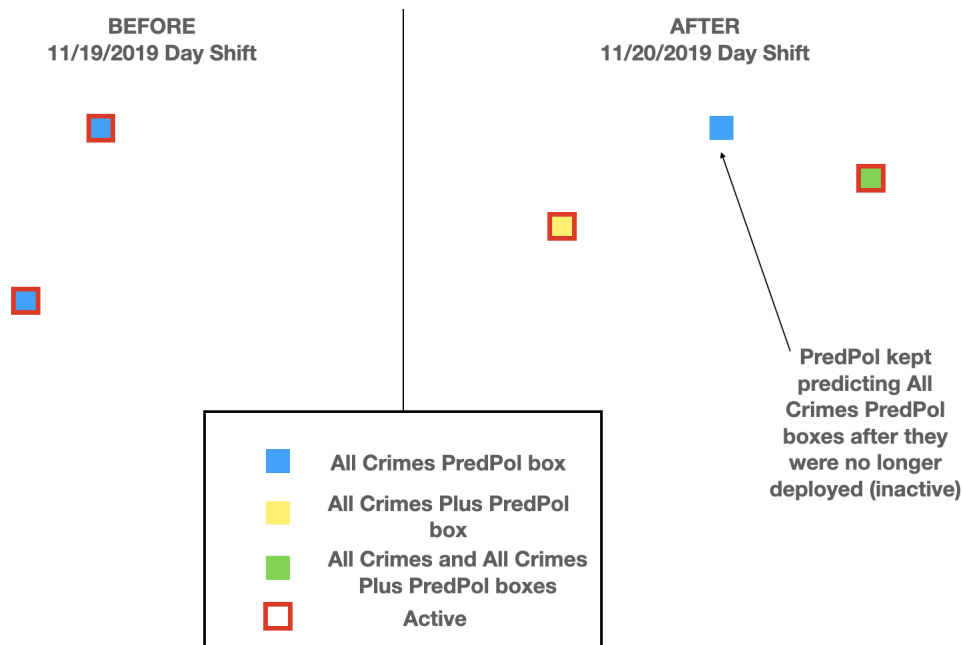 BEFORE
11/19/2019 Day Shift
AFTER
11/20/2019 Day Shift
PredPol kept
predicting All
Crimes PredPol
boxes after they
were no longer
deployed (inactive)
All Crimes PredPol box
All Crimes Plus PredPol
box
All Crimes and All Crimes
Plus PredPol boxes
Active